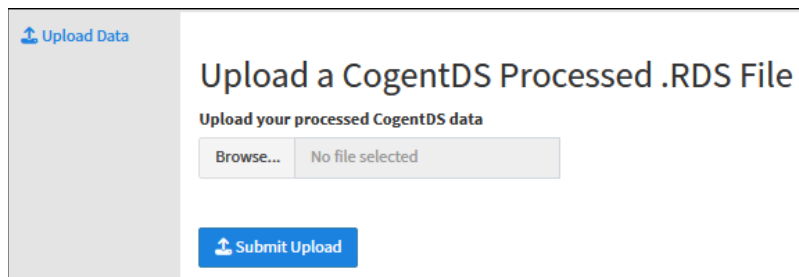 Upload Data
Upload a CogentDS Processed .RDS File
Upload your processed CogentDS data
Browse... No file selected
Submit Upload